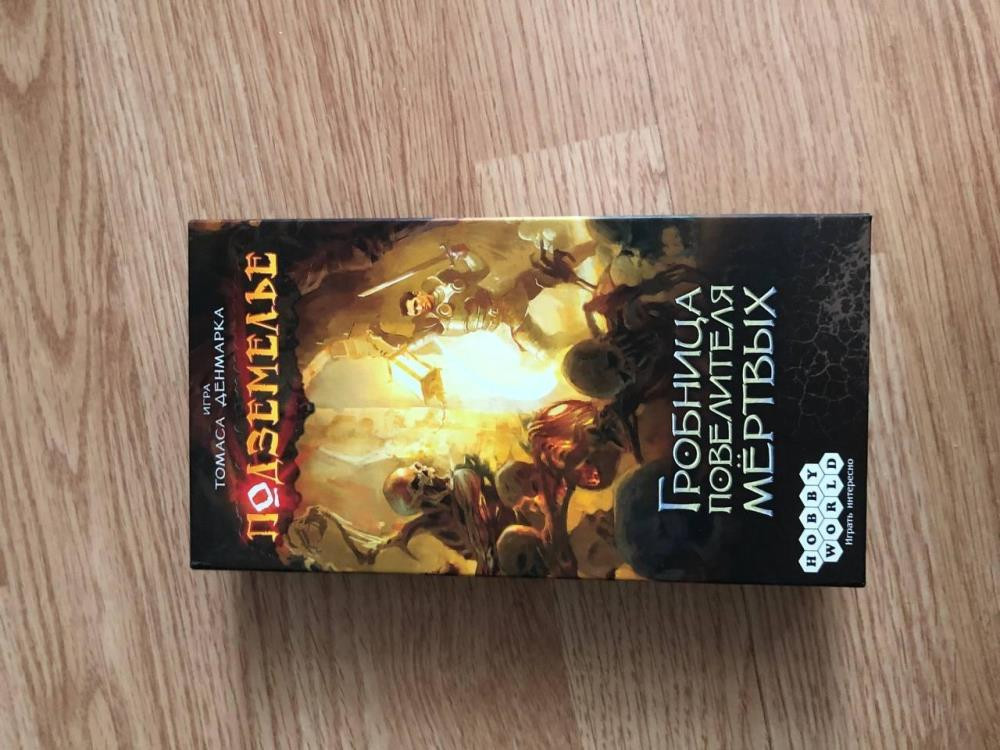 ИГРА
ТОМАСА ДЕНМАРКА
ПОДЗЕМЕЛЬЕ
ГРОБНИЦА
ПОВЕЛИТЕЛЯ
МЁРТВЫХ
HOBBY
WORLD
Играть интересно